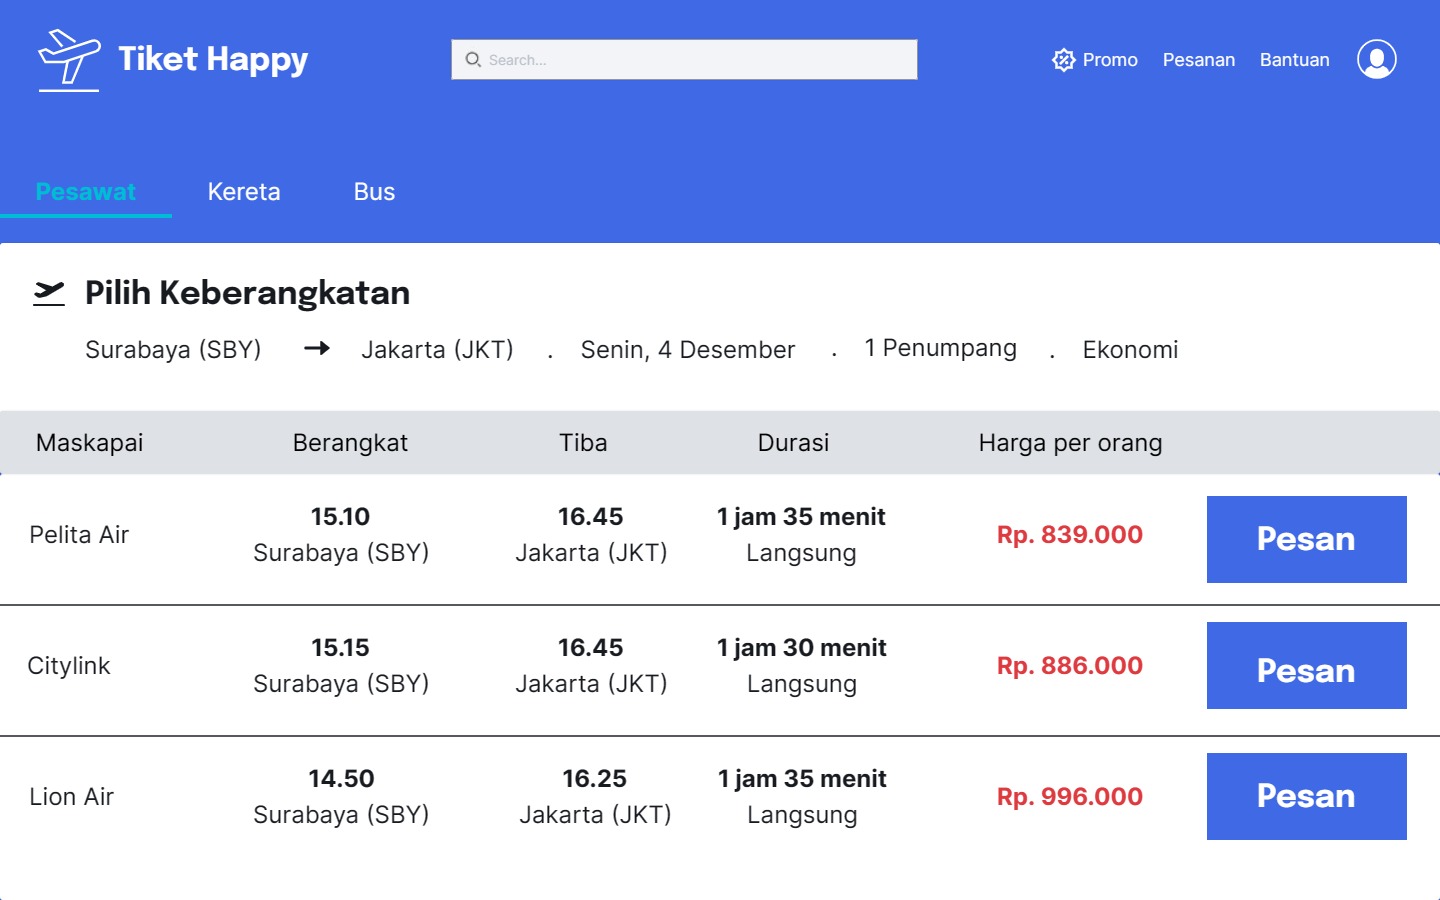 Tiket Happy
Search...
Promo Pesanan Bantuan
Pesawat Kereta Bus
Pilih Keberangkatan
Surabaya (SBY) → Jakarta (JKT) . Senin, 4 Desember . 1 Penumpang . Ekonomi
Maskapai Berangkat Tiba Durasi Harga per orang
Pelita Air
15.10
Surabaya (SBY)
16.45
Jakarta (JKT)
1 jam 35 menit
Langsung
Rp. 839.000
Pesan
Citylink
15.15
Surabaya (SBY)
16.45
Jakarta (JKT)
1 jam 30 menit
Langsung
Rp. 886.000
Pesan
Lion Air
14.50
Surabaya (SBY)
16.25
Jakarta (JKT)
1 jam 35 menit
Langsung
Rp. 996.000
Pesan